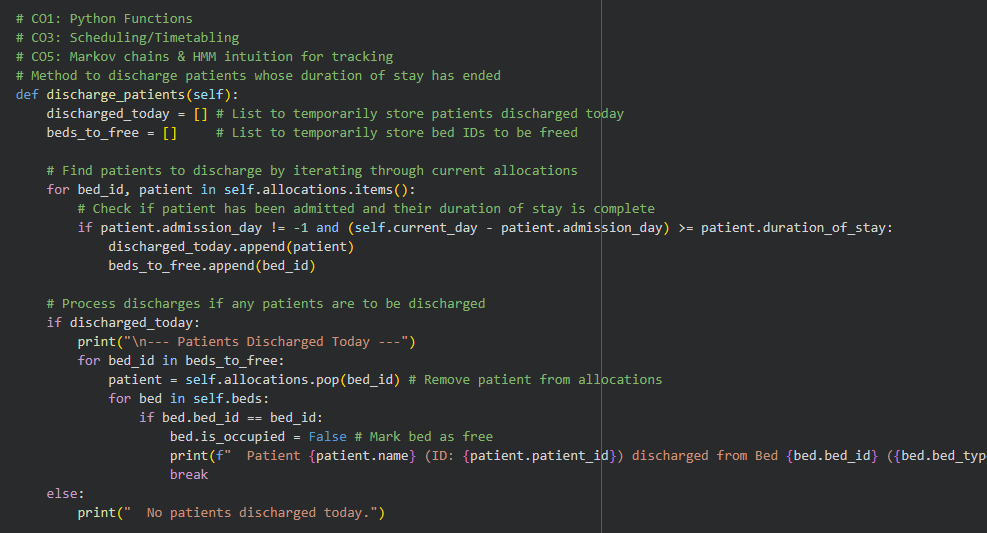 # CO1: Python Functions
# CO3: Scheduling/Timetabling
# CO5: Markov chains & HMM intuition for tracking
# Method to discharge patients whose duration of stay has ended
def discharge_patients(self):
    discharged_today = [] # List to temporarily store patients discharged today
    beds_to_free = []     # List to temporarily store bed IDs to be freed

    # Find patients to discharge by iterating through current allocations
    for bed_id, patient in self.allocations.items():
        # Check if patient has been admitted and their duration of stay is complete
        if patient.admission_day != -1 and (self.current_day - patient.admission_day) >= patient.duration_of_stay:
            discharged_today.append(patient)
            beds_to_free.append(bed_id)

    # Process discharges if any patients are to be discharged
    if discharged_today:
        print("\n--- Patients Discharged Today ---")
        for bed_id in beds_to_free:
            patient = self.allocations.pop(bed_id) # Remove patient from allocations
            for bed in self.beds:
                if bed.bed_id == bed_id:
                    bed.is_occupied = False # Mark bed as free
                    print(f"  Patient {patient.name} (ID: {patient.patient_id}) discharged from Bed {bed.bed_id} ({bed.bed_typ
                    break
    else:
        print("  No patients discharged today.")